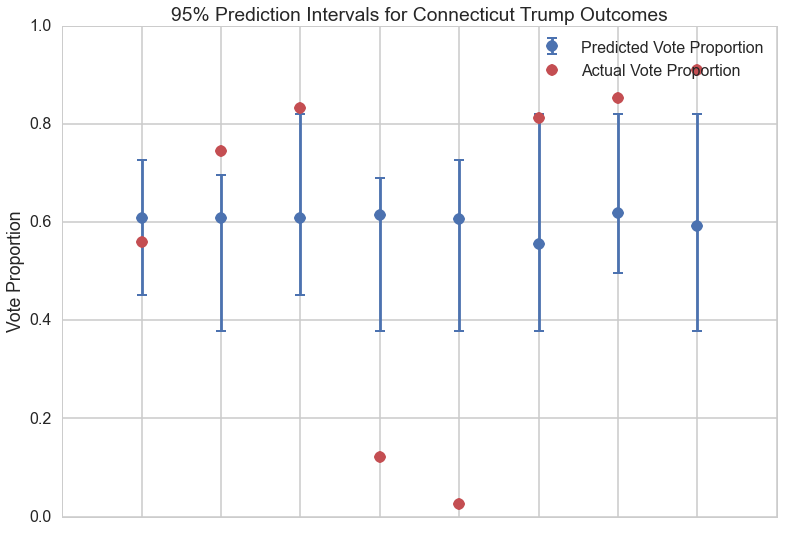 95% Prediction Intervals for Connecticut Trump Outcomes
Predicted Vote Proportion
Actual Vote Proportion
Vote Proportion
1.0
0.8
0.6
0.4
0.2
0.0